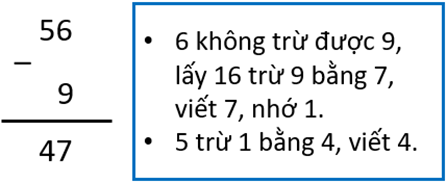 56
−
9
47
• 6 không trừ được 9,
lấy 16 trừ 9 bằng 7,
viết 7, nhớ 1.
• 5 trừ 1 bằng 4, viết 4.